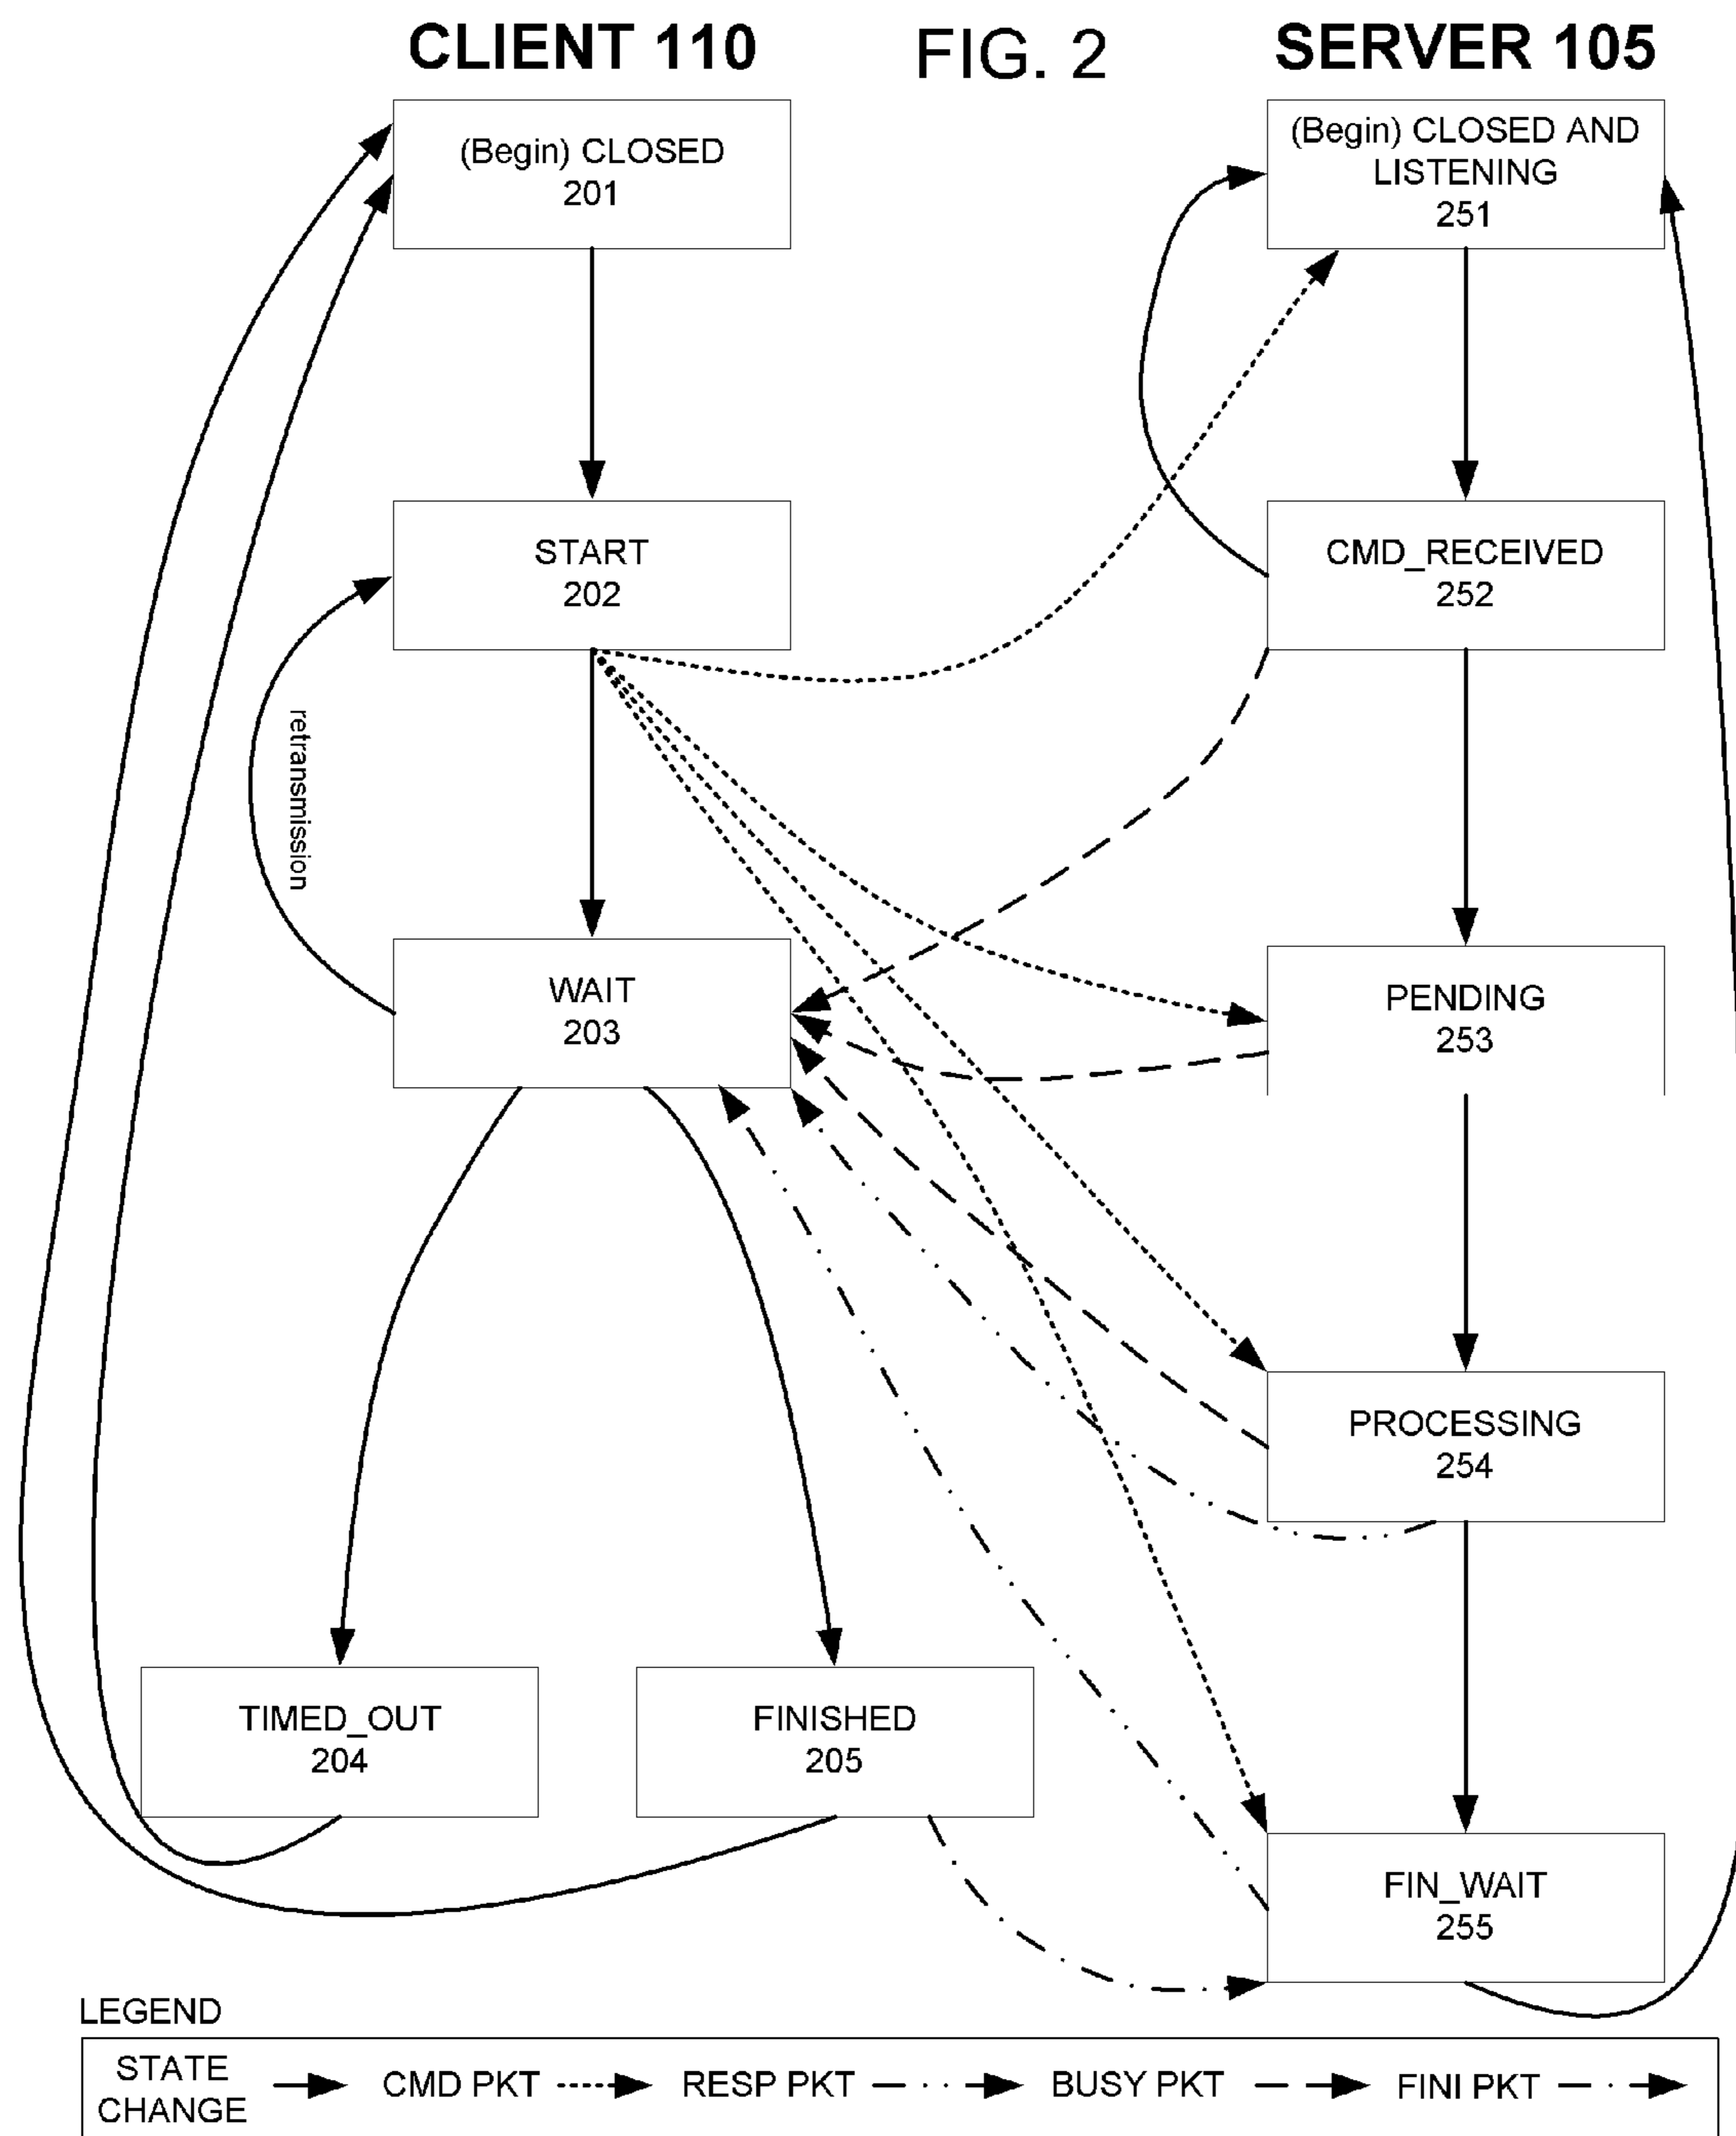 CLIENT 110
FIG. 2
SERVER 105
(Begin) CLOSED
201
(Begin) CLOSED AND
LISTENING
251
START
202
CMD_RECEIVED
252
retransmission
WAIT
203
PENDING
253
PROCESSING
254
TIMED_OUT
204
FINISHED
205
FIN_WAIT
255
LEGEND
STATE
CHANGE
CMD PKT
RESP PKT
BUSY PKT
FINI PKT